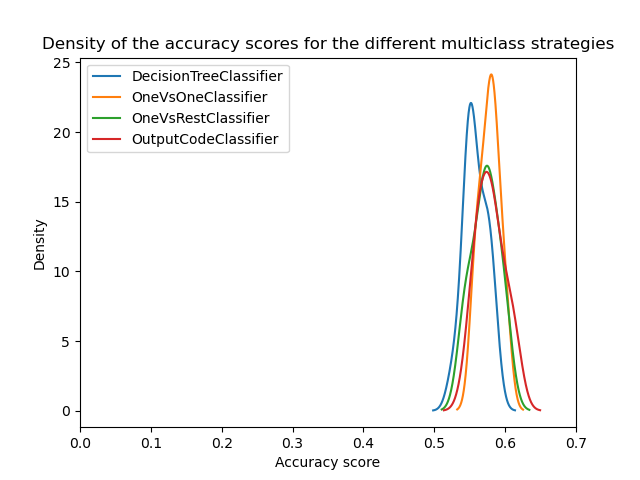 Density of the accuracy scores for the different multiclass strategies
25
20
15
10
5
0
Density
DecisionTreeClassifier
OneVsOneClassifier
OneVsRestClassifier
OutputCodeClassifier
0.0 0.1 0.2 0.3 0.4 0.5 0.6 0.7
Accuracy score